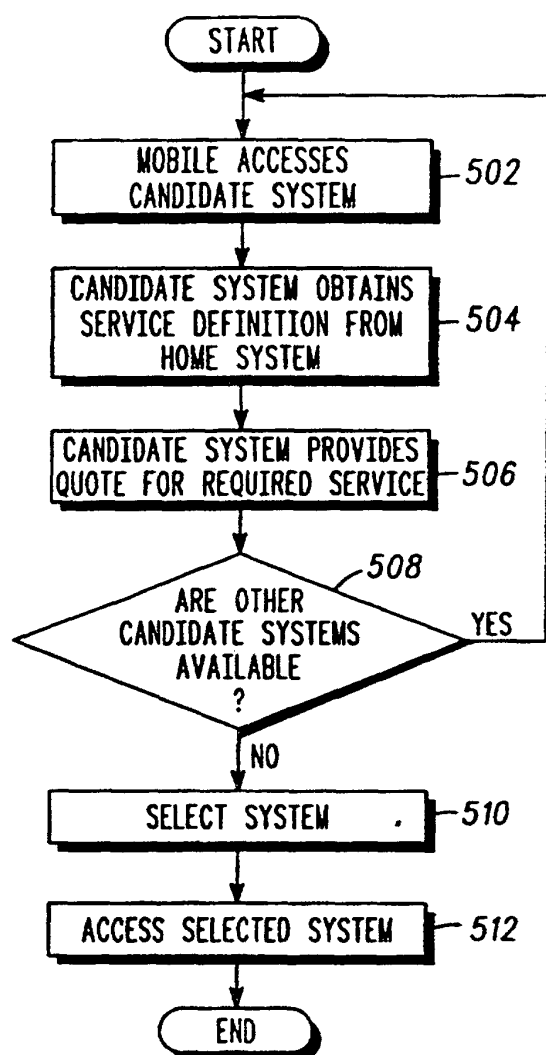 START
MOBILE ACCESSES
CANDIDATE SYSTEM
502
CANDIDATE SYSTEM OBTAINS
SERVICE DEFINITION FROM
HOME SYSTEM
504
CANDIDATE SYSTEM PROVIDES
QUOTE FOR REQUIRED SERVICE
506
508
ARE OTHER
CANDIDATE SYSTEMS
AVAILABLE
?
YES
NO
SELECT SYSTEM
510
ACCESS SELECTED SYSTEM
512
END